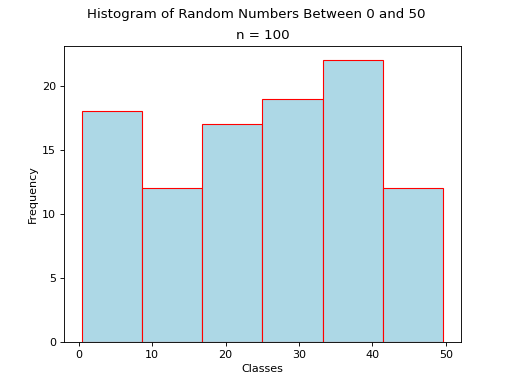 Histogram of Random Numbers Between 0 and 50
n = 100
20
15
10
5
0
Frequency
0 10 20 30 40 50
Classes